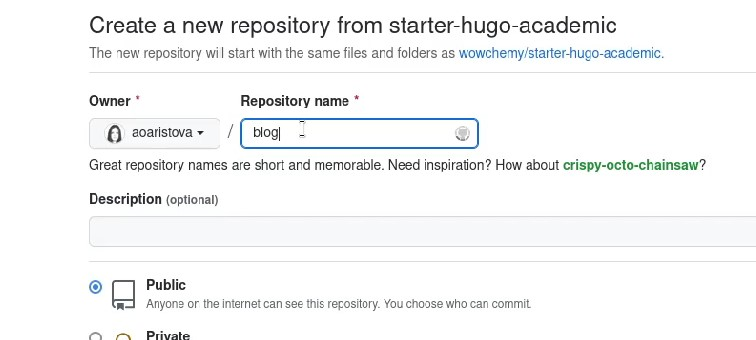 Create a new repository from starter-hugo-academic
The new repository will start with the same files and folders as wowchemy/starter-hugo-academic.
Owner * Repository name *
aoaristova / blog
Great repository names are short and memorable. Need inspiration? How about crispy-octo-chainsaw?
Description (optional)
Public
Anyone on the internet can see this repository. You choose who can commit.
Private